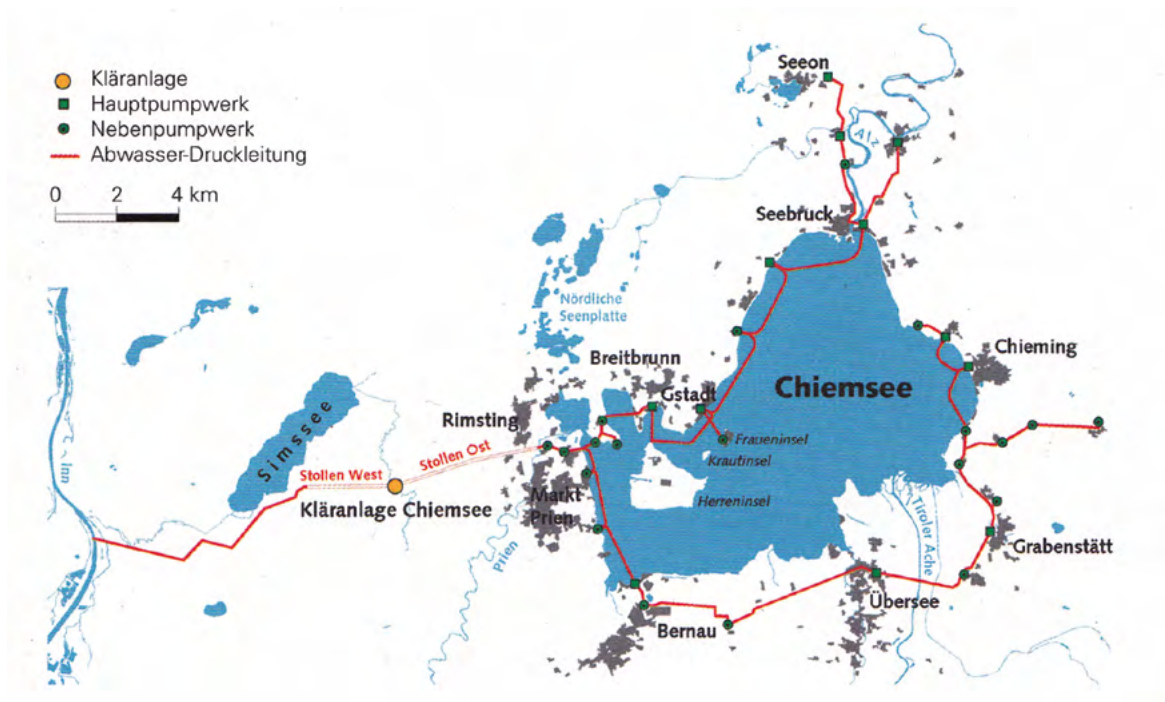 Kläranlage
Hauptpumpwerk
Nebenpumpwerk
Abwasser-Druckleitung
0 2 4 km
Seeon
Alz
Seebruck
Nördliche
Seenplatte
Breitbrunn
Gstadt
Chieming
Chiemsee
Rimsting
Fraueninsel
Krautinsel
Simssee
Inn
Stollen Ost
Stollen West
Kläranlage Chiemsee
Markt
Prien
Herreninsel
Prien
Tiroler Ache
Grabenstätt
Übersee
Bernau